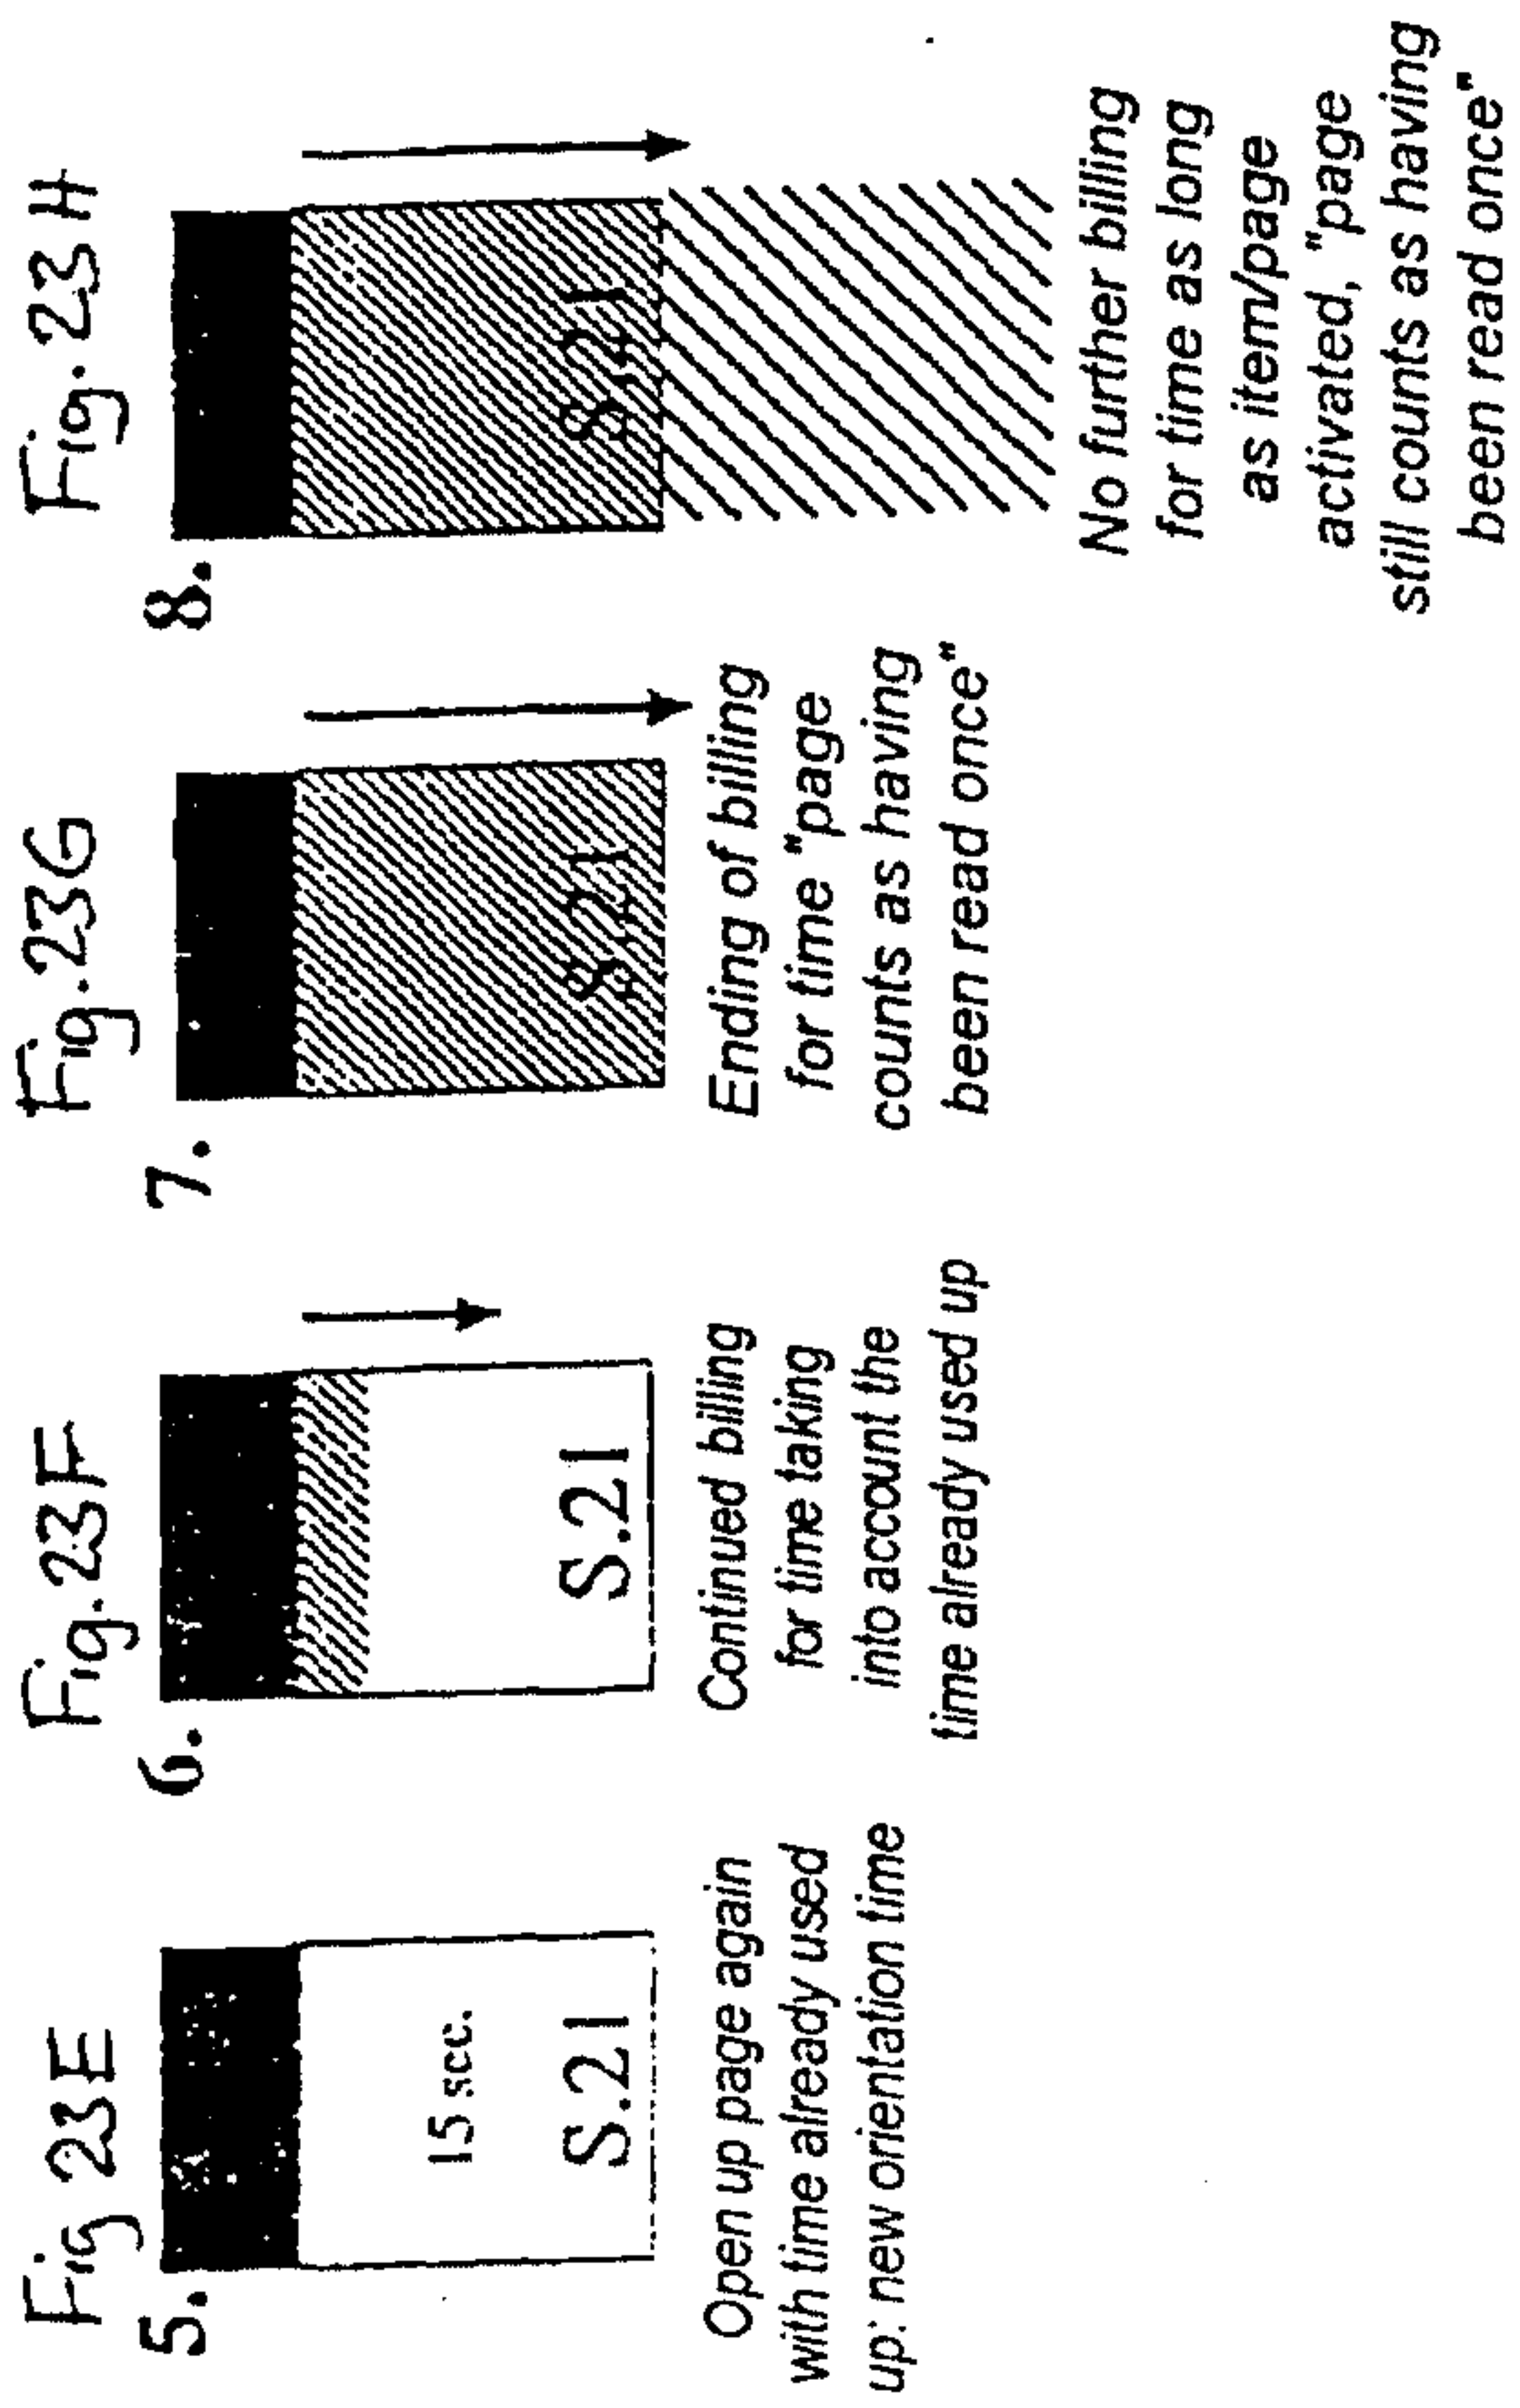 Fig 23E
5.
15 sec.
S.21
Open up page again
with time already used
up: new orientation time
Fig. 23F
6.
S.21
Continued billing
for time taking
into account the
time already used up
Fig. 23G
7.
S.21
Ending of billing
for time "page
counts as having
been read once"
Fig. 23H
8.
S.21
No further billing
for time as long
as item/page
activated, "page
still counts as having
been read once"